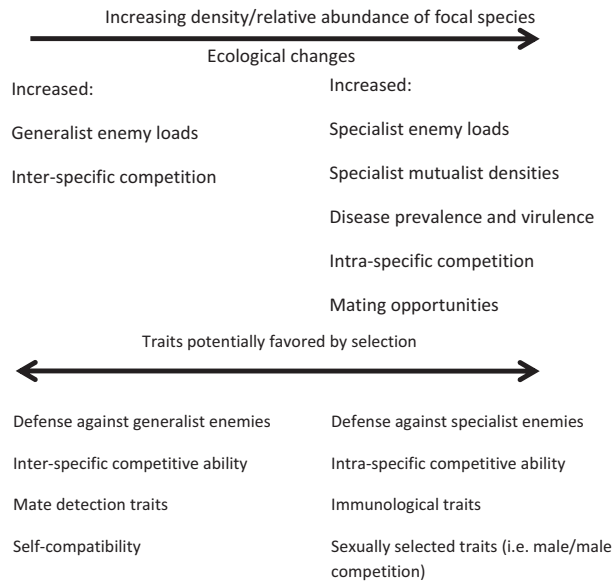 Increasing density/relative abundance of focal species
Ecological changes
Increased:
Generalist enemy loads
Inter-specific competition
Increased:
Specialist enemy loads
Specialist mutualist densities
Disease prevalence and virulence
Intra-specific competition
Mating opportunities
Traits potentially favored by selection
Defense against generalist enemies
Inter-specific competitive ability
Mate detection traits
Self-compatibility
Defense against specialist enemies
Intra-specific competitive ability
Immunological traits
Sexually selected traits (i.e. male/male
competition)